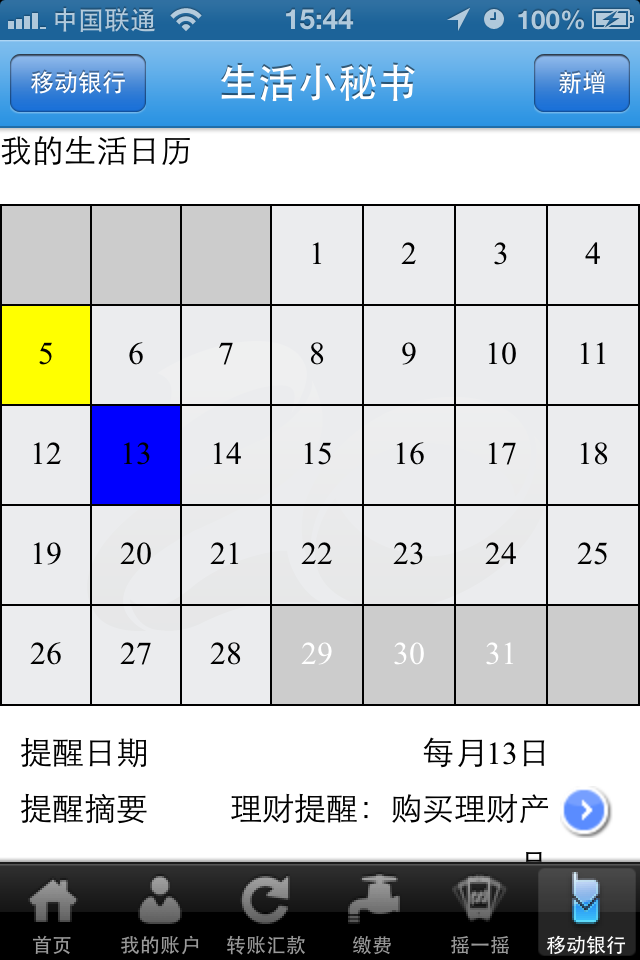 中国联通 15:44 100%
移动银行 生活小秘书 新增
我的生活日历
1 2 3 4
5 6 7 8 9 10 11
12 13 14 15 16 17 18
19 20 21 22 23 24 25
26 27 28 29 30 31
提醒日期 每月13日
提醒摘要 理财提醒：购买理财产
首页 我的账户 转账汇款 缴费 摇一摇 移动银行